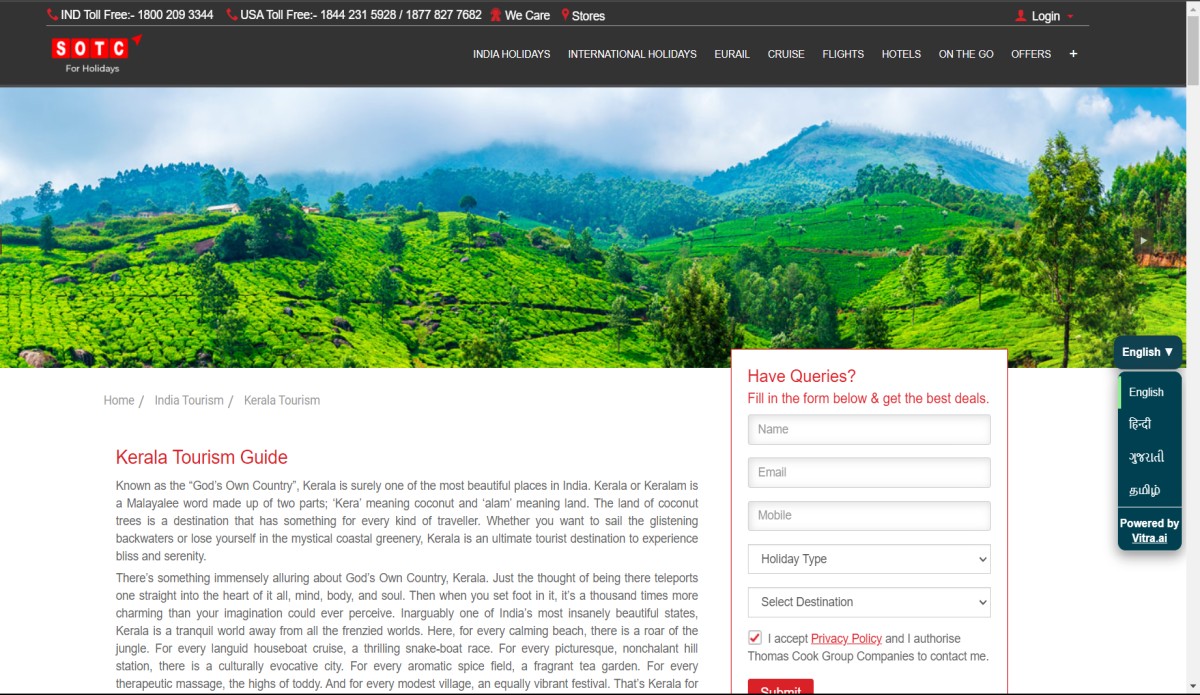 IND Toll Free:- 1800 209 3344 USA Toll Free:- 1844 231 5928 / 1877 827 7682 We Care Stores Login
SOTC
For Holidays
INDIA HOLIDAYS INTERNATIONAL HOLIDAYS EURAIL CRUISE FLIGHTS HOTELS ON THE GO OFFERS +
English ▼
English
हिन्दी
ગુજરાતી
தமிழ்
Powered by
Vitra.ai
Home / India Tourism / Kerala Tourism
Kerala Tourism Guide
Known as the “God’s Own Country”, Kerala is surely one of the most beautiful places in India. Kerala or Keralam is
a Malayalee word made up of two parts; ‘Kera’ meaning coconut and ‘alam’ meaning land. The land of coconut
trees is a destination that has something for every kind of traveller. Whether you want to sail the glistening
backwaters or lose yourself in the mystical coastal greenery, Kerala is an ultimate tourist destination to experience
bliss and serenity.
There’s something immensely alluring about God’s Own Country, Kerala. Just the thought of being there teleports
one straight into the heart of it all, mind, body, and soul. Then when you set foot in it, it’s a thousand times more
charming than your imagination could ever perceive. Inarguably one of India’s most insanely beautiful states,
Kerala is a tranquil world away from all the frenzied worlds. Here, for every calming beach, there is a roar of the
jungle. For every languid houseboat cruise, a thrilling snake-boat race. For every picturesque, nonchalant hill
station, there is a culturally evocative city. For every aromatic spice field, a fragrant tea garden. For every
therapeutic massage, the highs of toddy. And for every modest village, an equally vibrant festival. That’s Kerala for
Have Queries?
Fill in the form below & get the best deals.
Name
Email
Mobile
Holiday Type
Select Destination
I accept Privacy Policy and I authorise
Thomas Cook Group Companies to contact me.
Submit